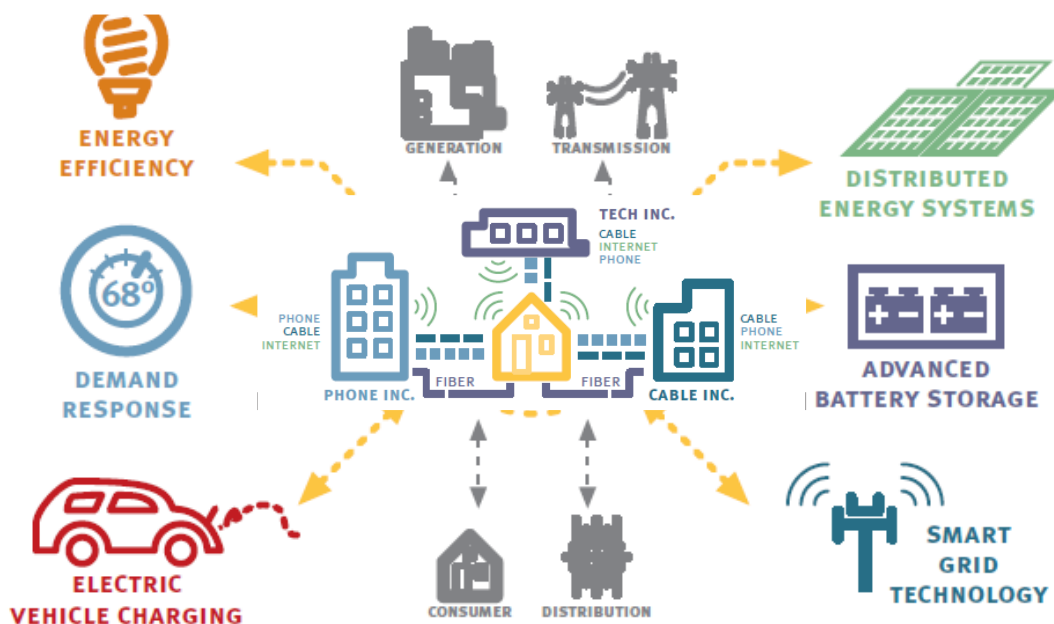 ENERGY
EFFICIENCY
GENERATION
TRANSMISSION
DISTRIBUTED
ENERGY SYSTEMS
TECH INC.
CABLE
INTERNET
PHONE
68º
DEMAND
RESPONSE
PHONE
CABLE
INTERNET
PHONE INC.
FIBER
FIBER
CABLE
PHONE
INTERNET
CABLE INC.
ADVANCED
BATTERY STORAGE
ELECTRIC
VEHICLE CHARGING
CONSUMER
DISTRIBUTION
SMART
GRID
TECHNOLOGY